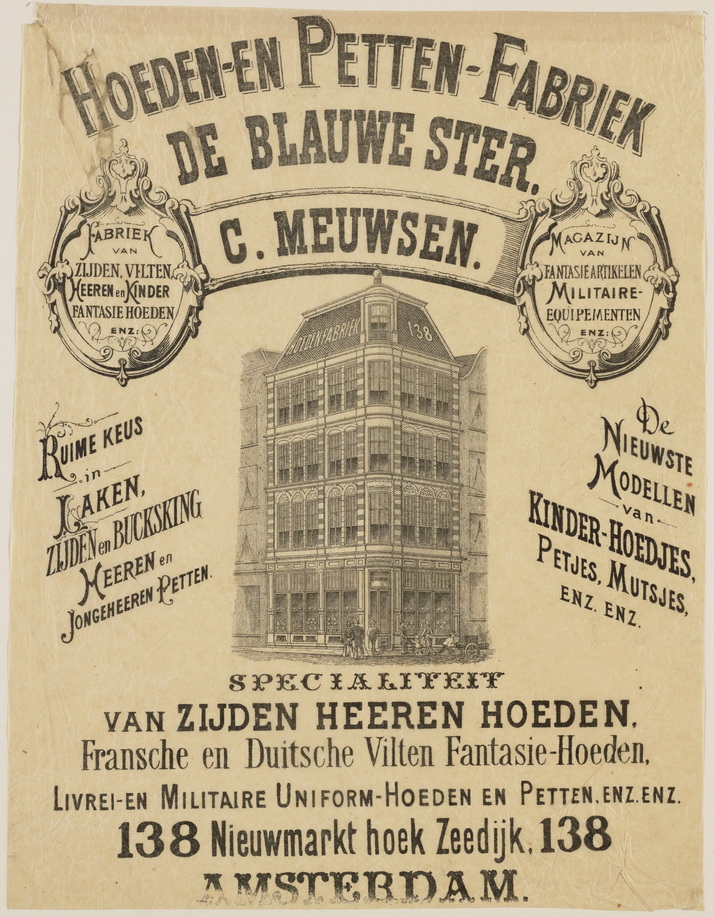 HOEDEN-EN PETTEN-FABRIEK
DE BLAUWE STER.
C. MEUWSEN.
FABRIEK
VAN
ZIJDEN, VILTEN,
HEEREN en KINDER
FANTASIE HOEDEN
ENZ:
MAGAZIJN
VAN
FANTASIE ARTIKELEN
MILITAIRE-
EQUIPEMENTEN
ENZ:
HOEDENFABRIEK
138
RUIME KEUS
in
LAKEN,
ZIJDEN en BUCKSKING
HEEREN en
JONGEHEEREN PETTEN.
De
NIEUWSTE
MODELLEN
van
KINDER-HOEDJES,
PETJES, MUTSJES,
ENZ. ENZ.
SPECIALITEIT
VAN ZIJDEN HEEREN HOEDEN.
Fransche en Duitsche Vilten Fantasie-Hoeden,
LIVREI-EN MILITAIRE UNIFORM-HOEDEN EN PETTEN.ENZ.ENZ.
138 Nieuwmarkt hoek Zeedijk, 138
AMSTERDAM.